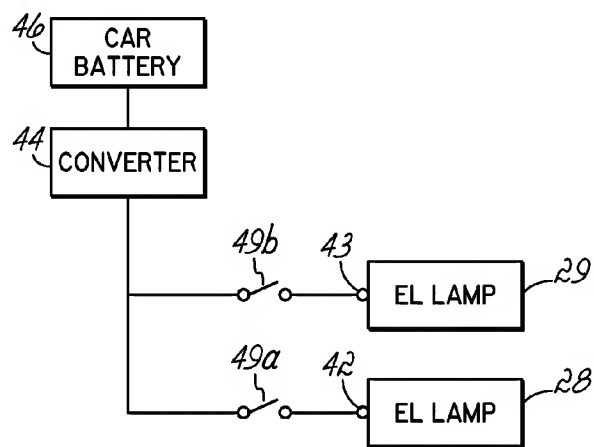 46
CAR
BATTERY
44
CONVERTER
49b
43
EL LAMP
29
49a
42
EL LAMP
28